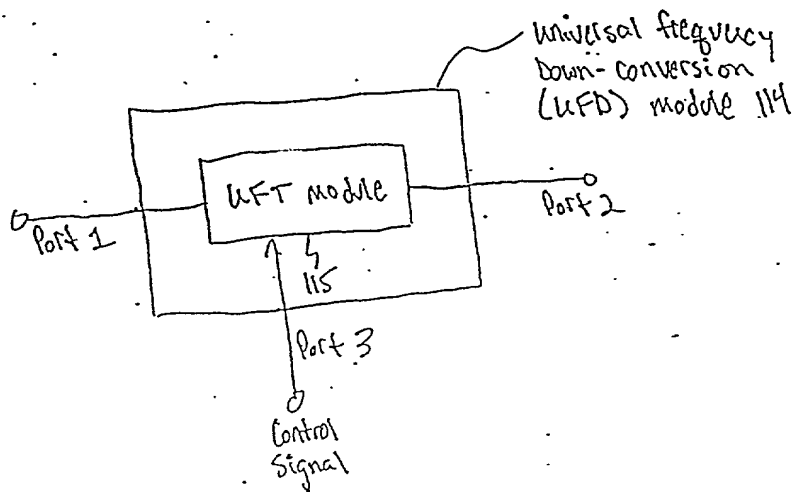 Universal frequency
Down-conversion
(UFD) module 114
UFT module
Port 1
Port 2
115
Port 3
Control
Signal